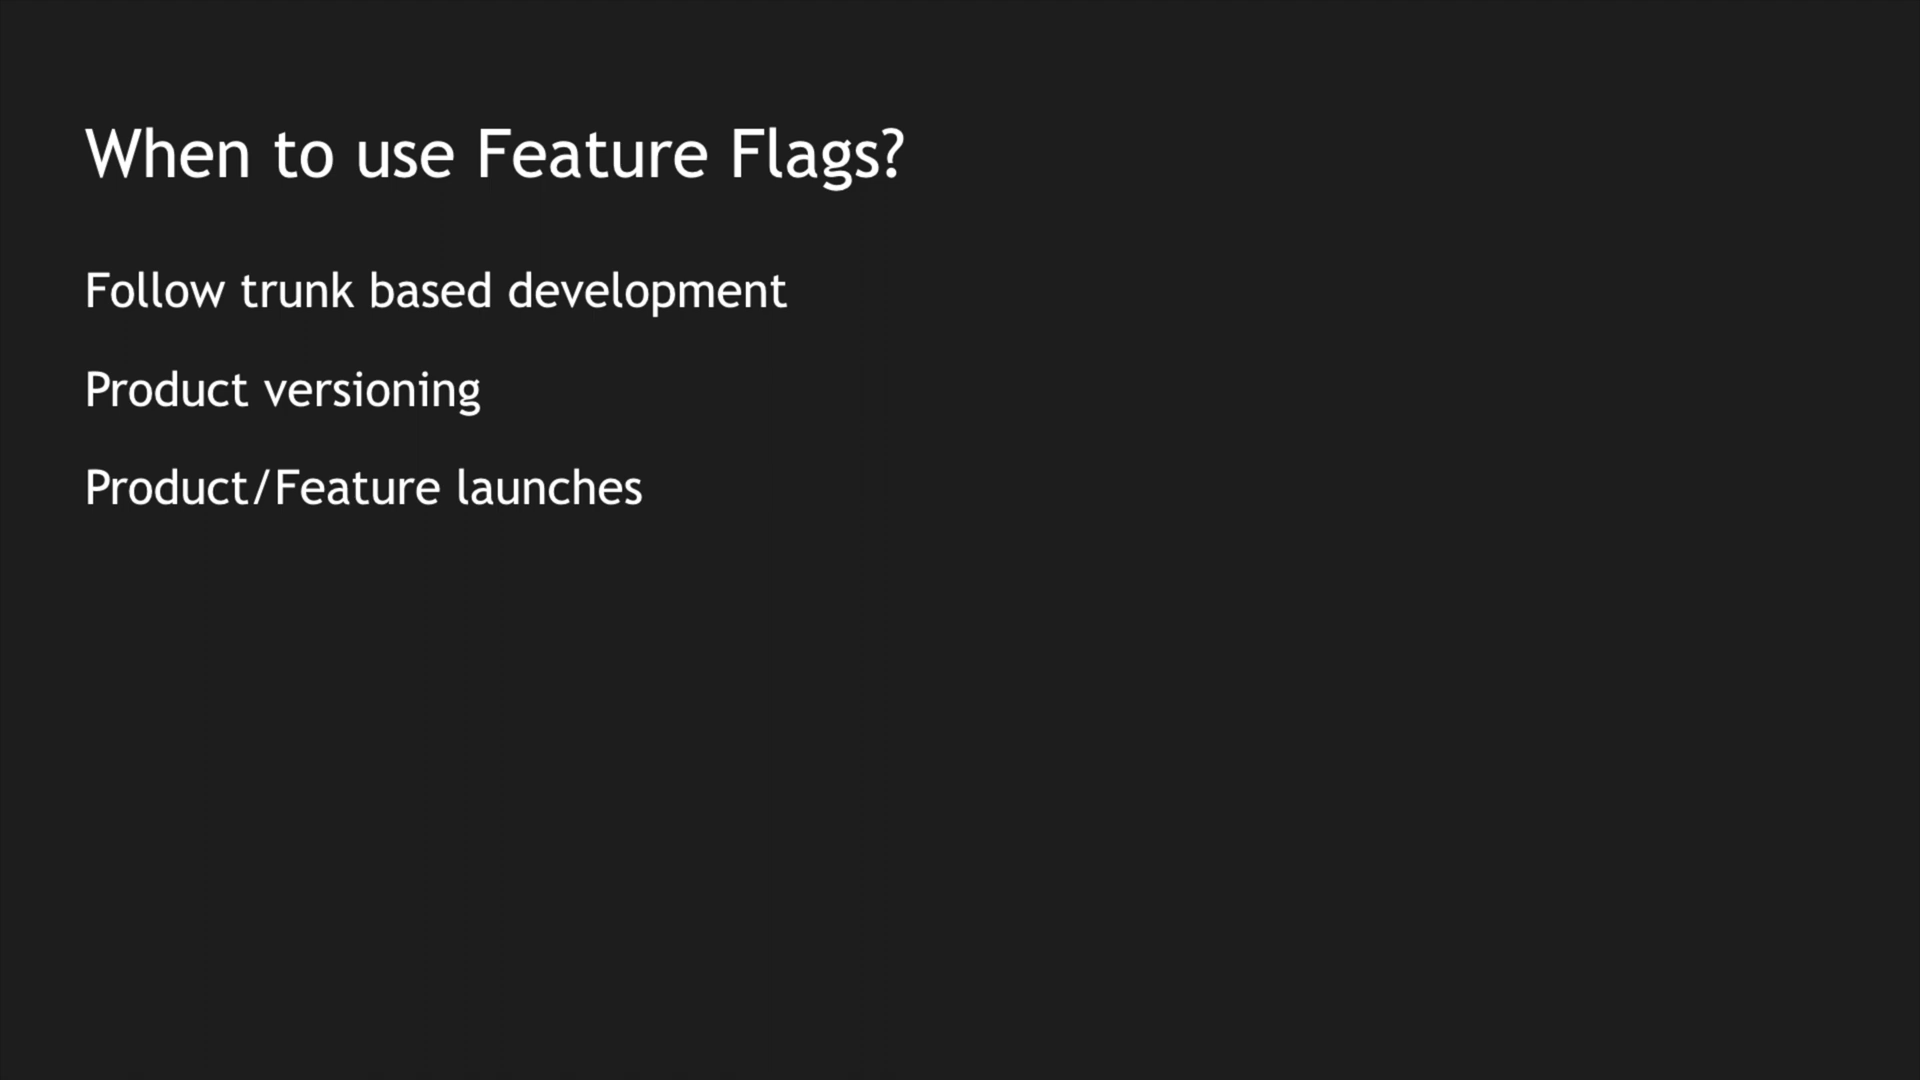 When to use Feature Flags?
Follow trunk based development
Product versioning
Product/Feature launches